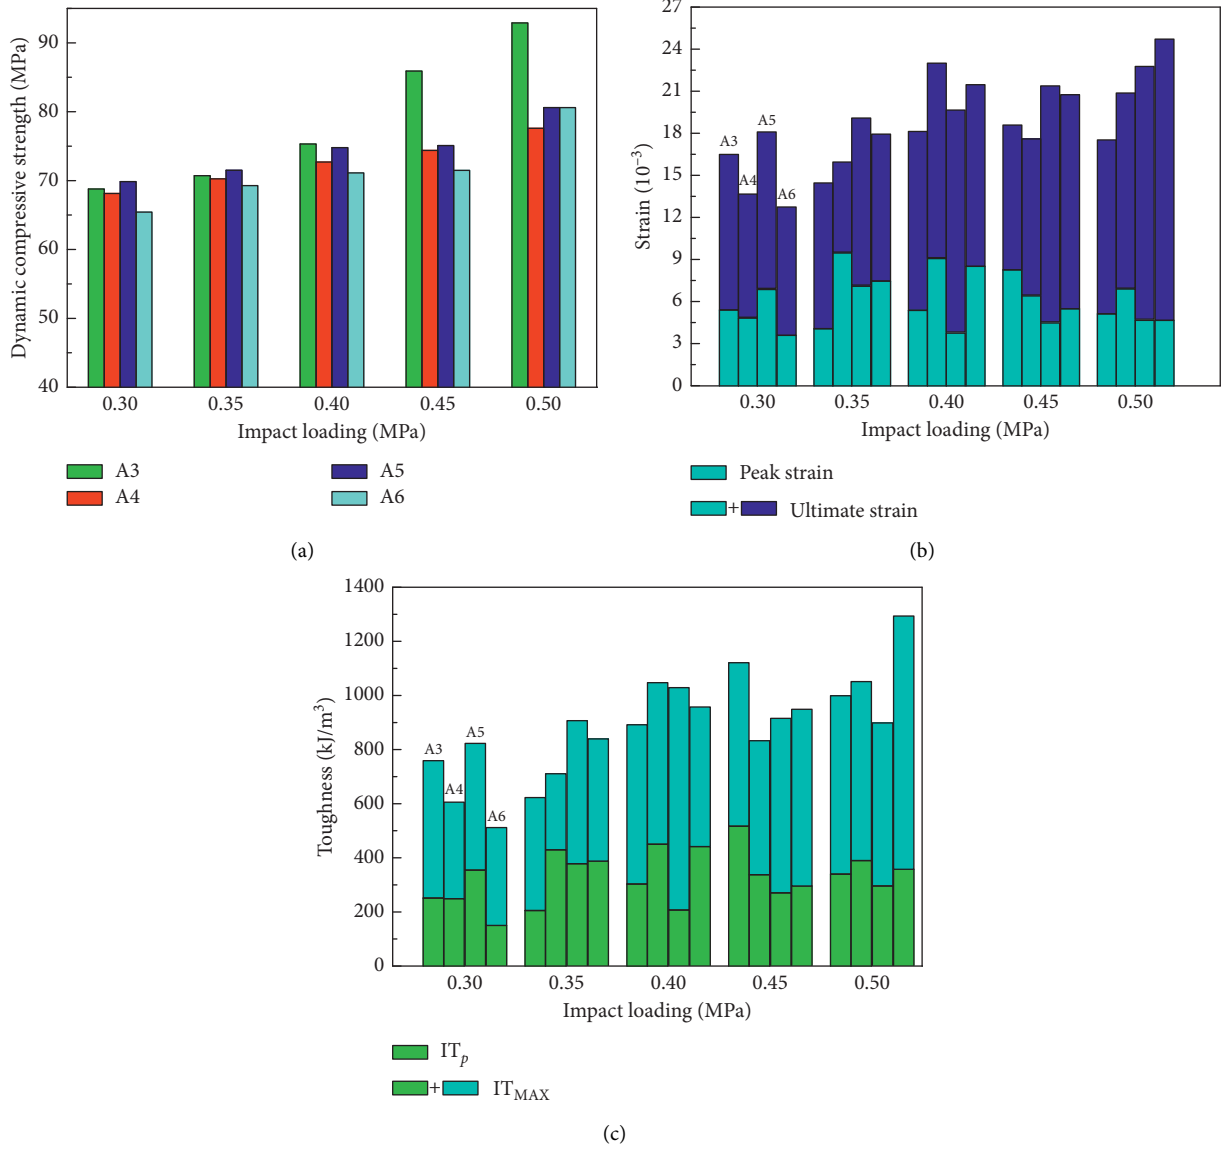 90
80
70
60
50
40
Dynamic compressive strength (MPa)
0.30 0.35 0.40 0.45 0.50
Impact loading (MPa)
A3 A5
A4 A6
(a)
27
24
21
18
15
12
9
6
3
0
Strain (10⁻³)
A3
A4
A5
A6
0.30 0.35 0.40 0.45 0.50
Impact loading (MPa)
Peak strain
+ Ultimate strain
(b)
1400
1200
1000
800
600
400
200
0
Toughness (kJ/m³)
A3
A4
A5
A6
0.30 0.35 0.40 0.45 0.50
Impact loading (MPa)
ITₚ
+ IT_MAX
(c)